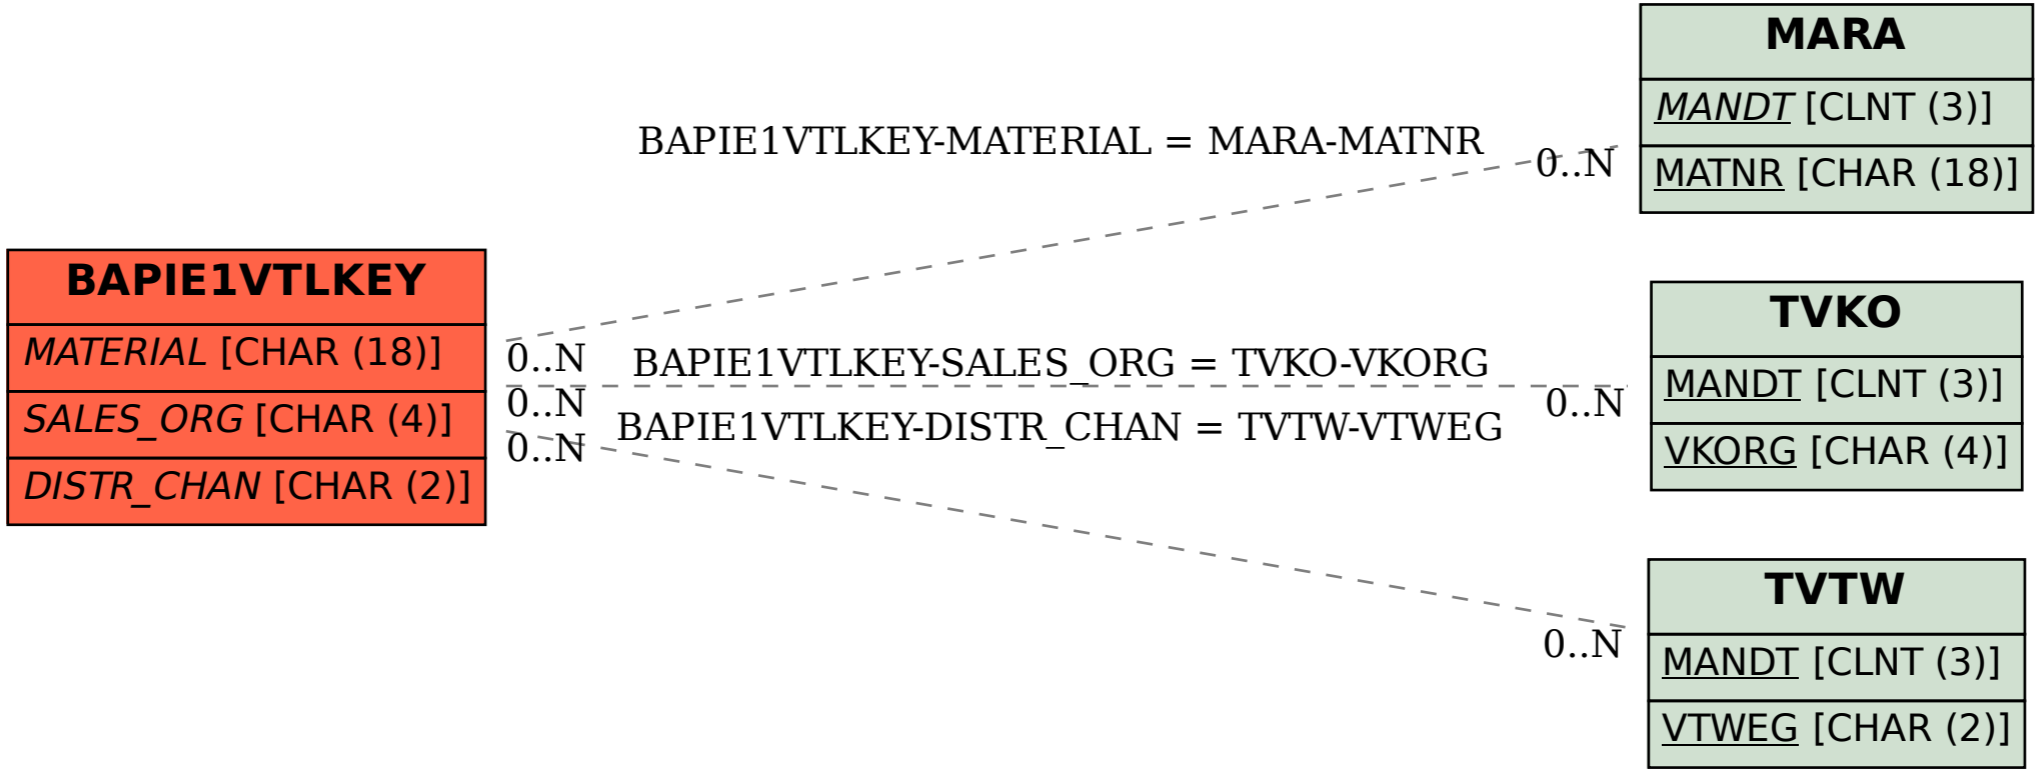 BAPIE1VTLKEY
MATERIAL [CHAR (18)]
SALES_ORG [CHAR (4)]
DISTR_CHAN [CHAR (2)]
BAPIE1VTLKEY-MATERIAL = MARA-MATNR
0..N
0..N
BAPIE1VTLKEY-SALES_ORG = TVKO-VKORG
0..N
0..N
BAPIE1VTLKEY-DISTR_CHAN = TVTW-VTWEG
0..N
0..N
MARA
MANDT [CLNT (3)]
MATNR [CHAR (18)]
TVKO
MANDT [CLNT (3)]
VKORG [CHAR (4)]
TVTW
MANDT [CLNT (3)]
VTWEG [CHAR (2)]